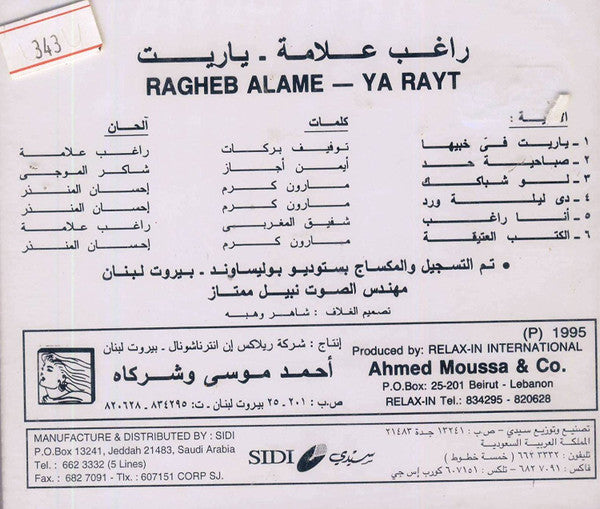 343
راغب علامة - ياريت
RAGHEB ALAME — YA RAYT
كلمات ألحان
١ - ياريت فيّ خبيها توفيف بركات راغب علامة
٢ - صباحية حد أيمن أجاز شاكر الموجي
٣ - لو شباكك مارون كرم إحسان المنذر
٤ - دي ليلة ورد مارون كرم إحسان المنذر
٥ - أنا راغب شفيق المغربي راغب علامة
٦ - الكتب العتيقة مارون كرم إحسان المنذر
• تم التسجيل والمكساج بستوديو بوليساوند - بيروت لبنان
مهندس الصوت نبيل ممتاز
تصميم الغلاف : شاهر وهبه
(P) 1995
Produced by: RELAX-IN INTERNATIONAL
Ahmed Moussa & Co.
P.O.Box: 25-201 Beirut - Lebanon
RELAX-IN Tel.: 834295 - 820628
إنتاج : شركة ريلاكس إن انترناشونال - بيروت لبنان
أحمد موسى وشركاه
ص.ب : ٢٠١ - ٢٥ بيروت لبنان - ت: ٨٣٤٢٩٥ - ٨٢٠٦٢٨
MANUFACTURE & DISTRIBUTED BY : SIDI
P.O.Box 13241, Jeddah 21483, Saudi Arabia
Tel. : 662 3332 (5 Lines)
Fax. : 682 7091 - Tlx. : 607151 CORP SJ.
SIDI سيدي
تصنيع وتوزيع سيدي - ص.ب : ١٣٢٤١ جدة ٢١٤٨٣
المملكة العربية السعودية
تليفون : ٦٦٢٣٣٣٢ ( خمسة خطوط )
فاكس : ٦٨٢٧٠٩١ - تلكس : ٦٠٧١٥١ كورب إس جي